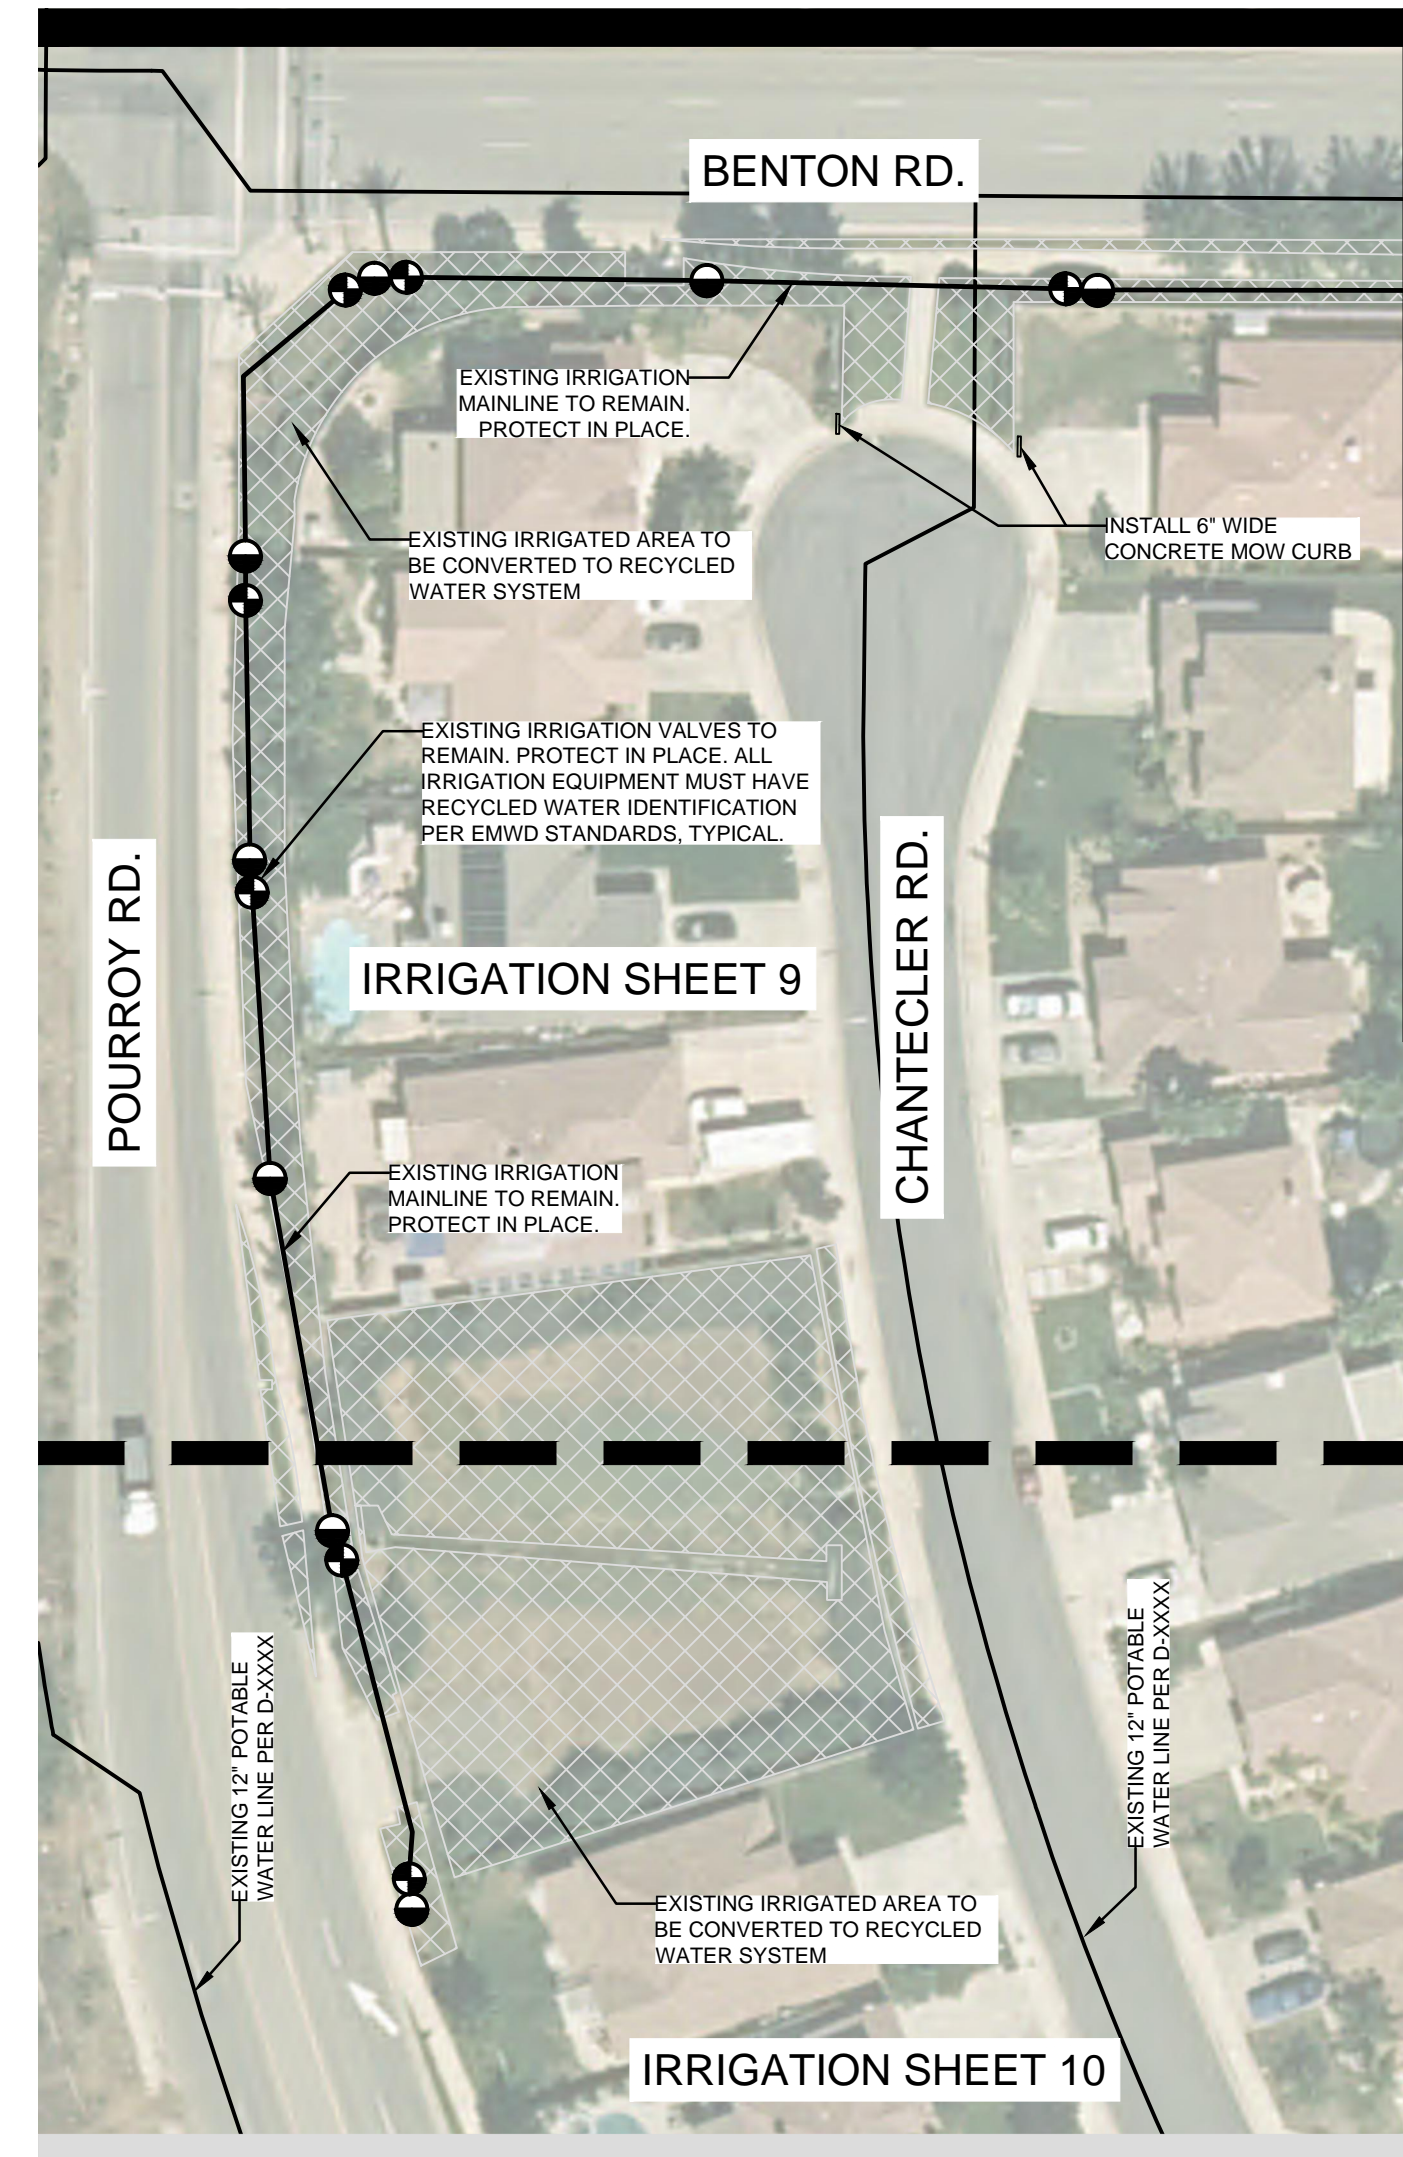 BENTON RD.
EXISTING IRRIGATION
MAINLINE TO REMAIN.
PROTECT IN PLACE.
INSTALL 6" WIDE
CONCRETE MOW CURB
EXISTING IRRIGATED AREA TO
BE CONVERTED TO RECYCLED
WATER SYSTEM
EXISTING IRRIGATION VALVES TO
REMAIN. PROTECT IN PLACE. ALL
IRRIGATION EQUIPMENT MUST HAVE
RECYCLED WATER IDENTIFICATION
PER EMWD STANDARDS, TYPICAL.
POURROY RD.
IRRIGATION SHEET 9
CHANTECLER RD.
EXISTING IRRIGATION
MAINLINE TO REMAIN.
PROTECT IN PLACE.
EXISTING 12" POTABLE
WATER LINE PER D-XXXX
EXISTING 12" POTABLE
WATER LINE PER D-XXXX
EXISTING IRRIGATED AREA TO
BE CONVERTED TO RECYCLED
WATER SYSTEM
IRRIGATION SHEET 10